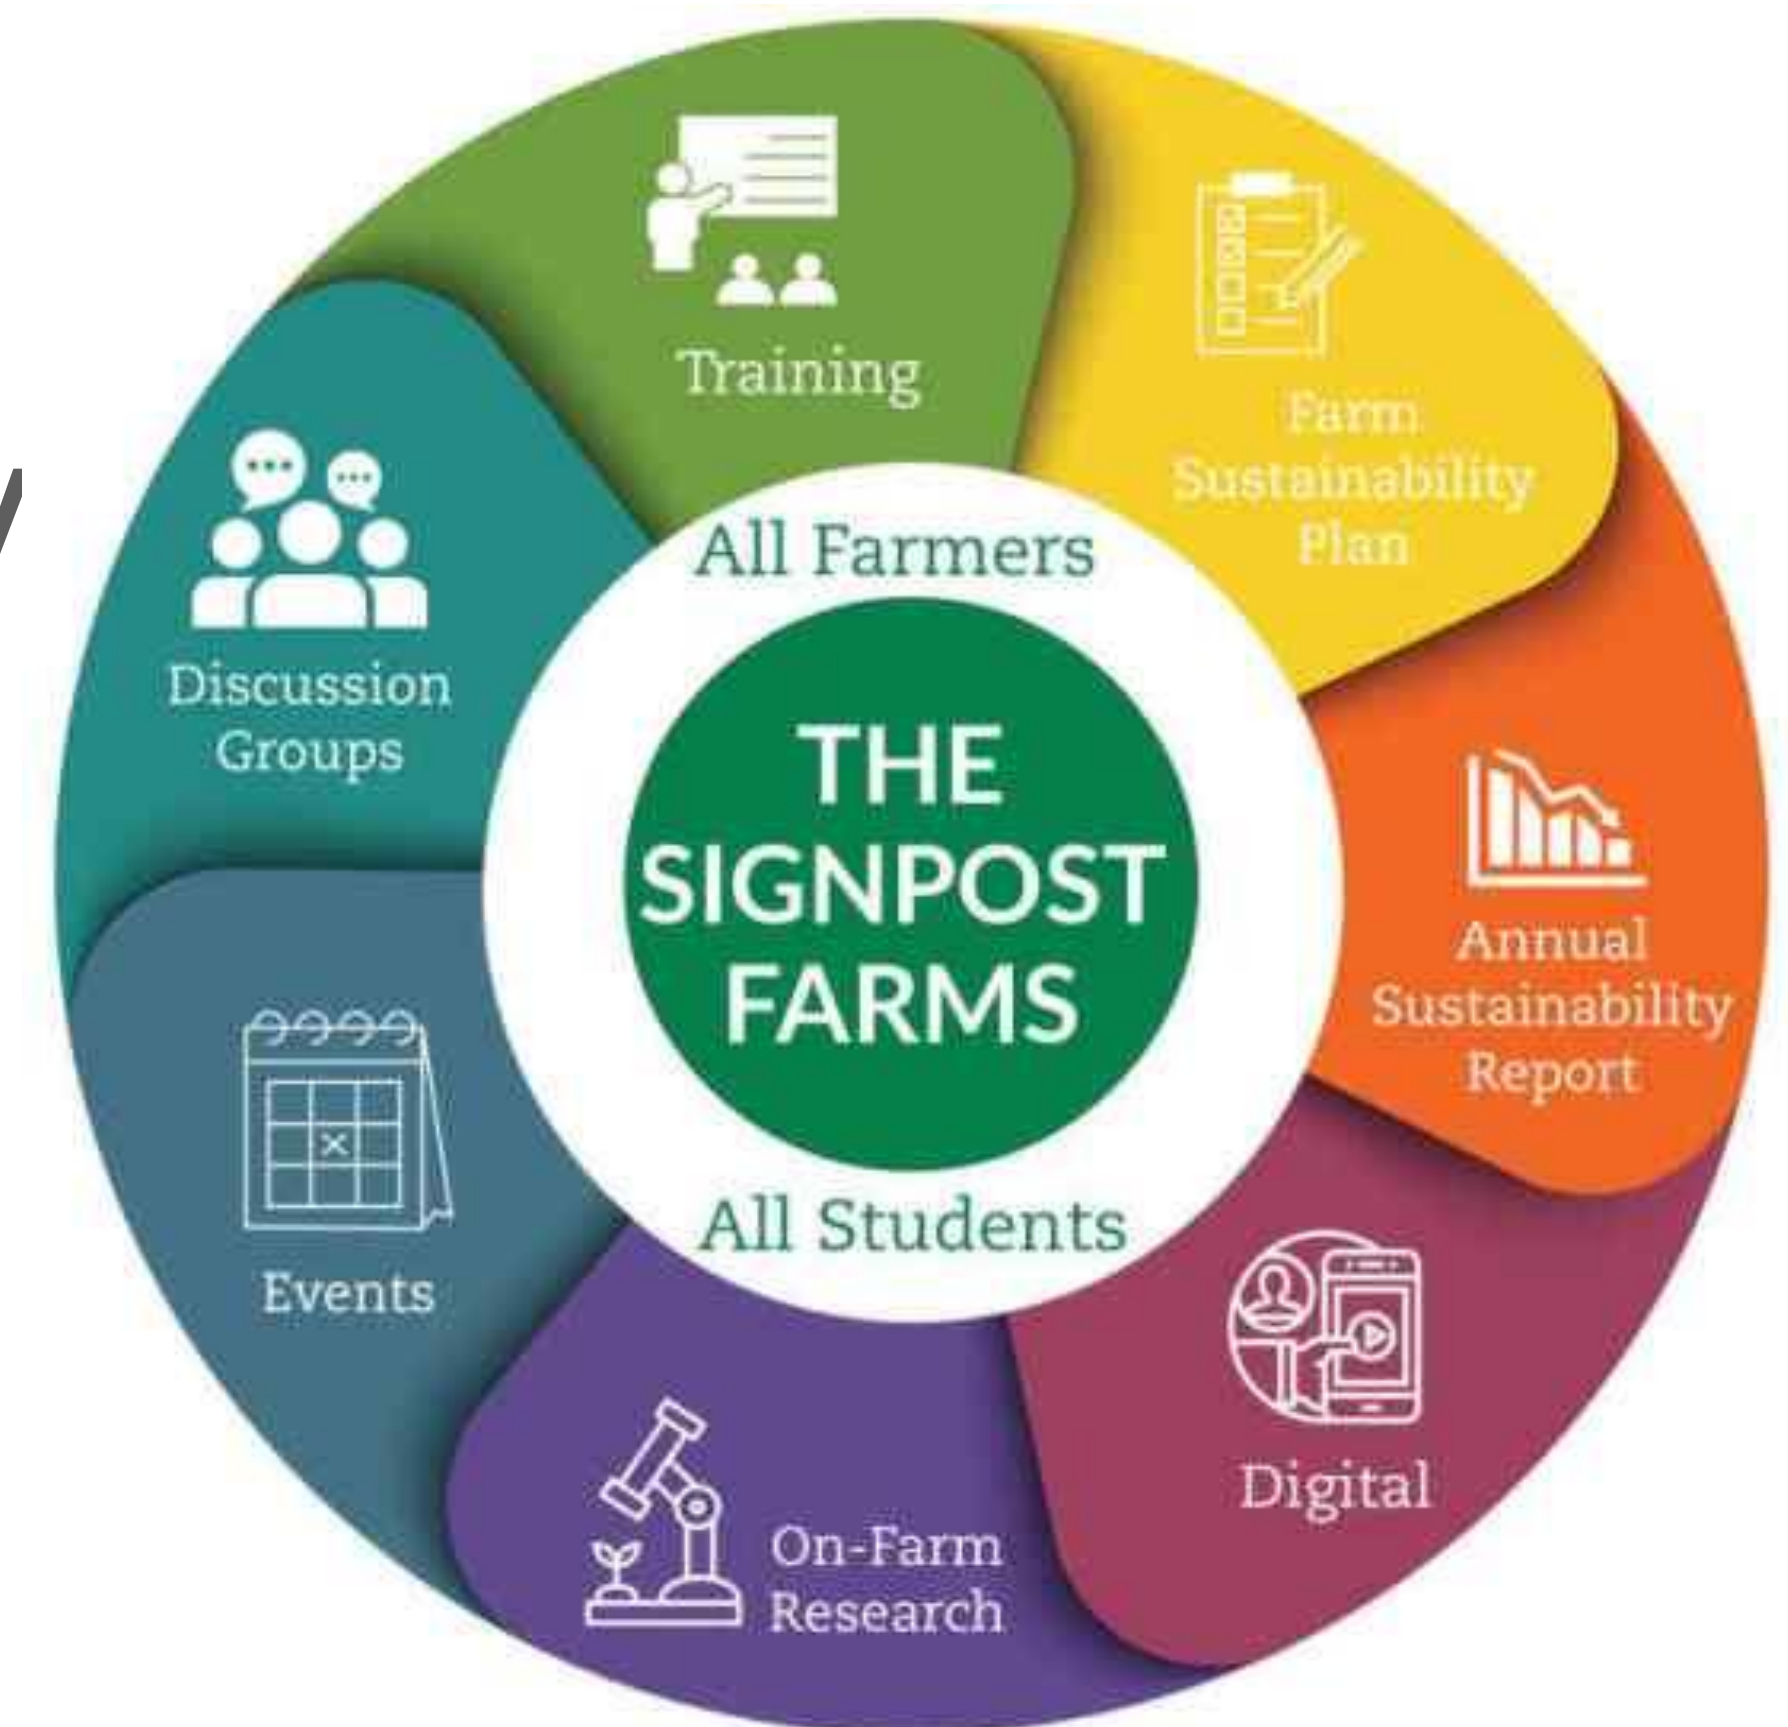 Training
Farm
Sustainability
Plan
Annual
Sustainability
Report
Digital
On-Farm
Research
Events
Discussion
Groups
All Farmers
THE
SIGNPOST
FARMS
All Students